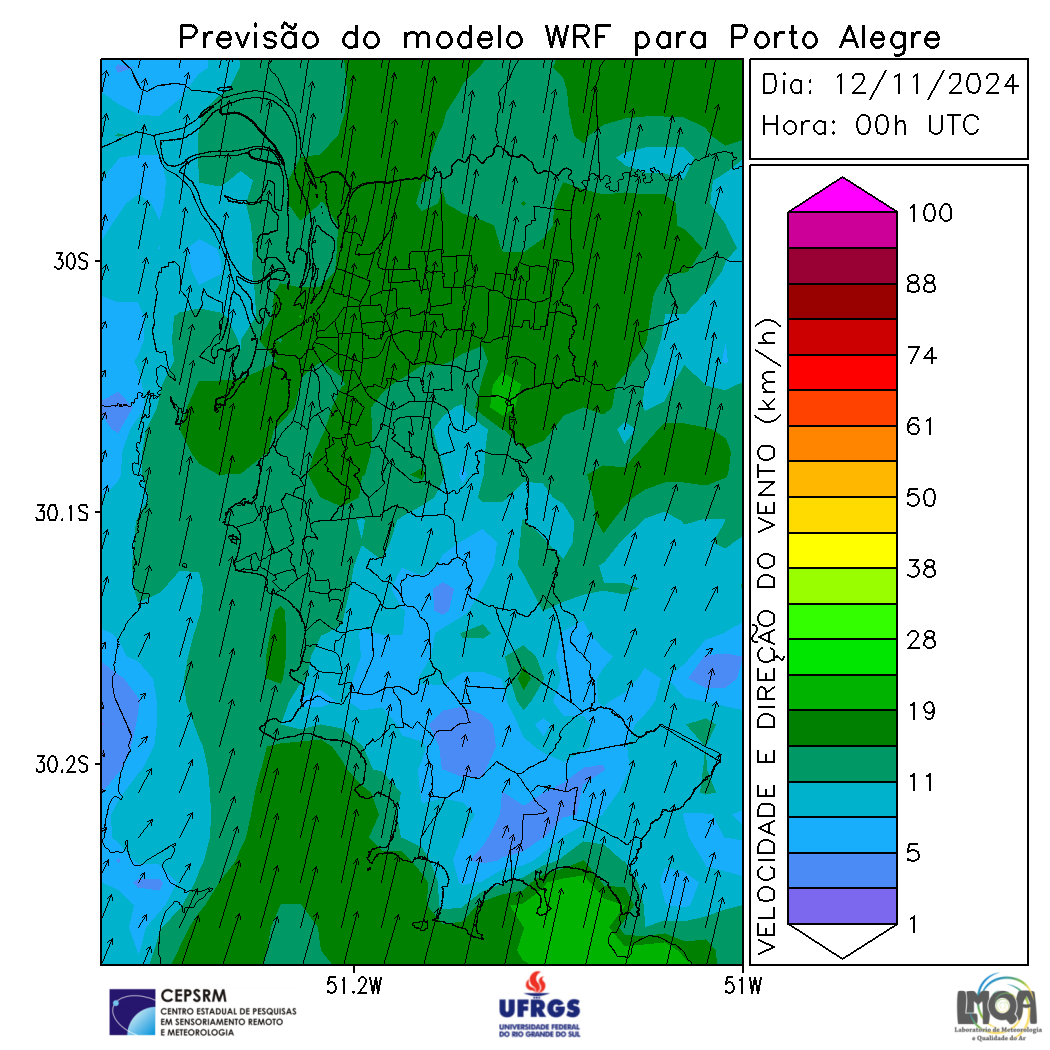 Previsão do modelo WRF para Porto Alegre
Dia: 12/11/2024
Hora: 00h UTC
30S
30.1S
30.2S
51.2W
51W
VELOCIDADE E DIREÇÃO DO VENTO (km/h)
100
88
74
61
50
38
28
19
11
5
1
CEPSRM
CENTRO ESTADUAL DE PESQUISAS
EM SENSORIAMENTO REMOTO
E METEOROLOGIA
UFRGS
UNIVERSIDADE FEDERAL
DO RIO GRANDE DO SUL
LMQA
Laboratório de Meteorologia
e Qualidade do Ar